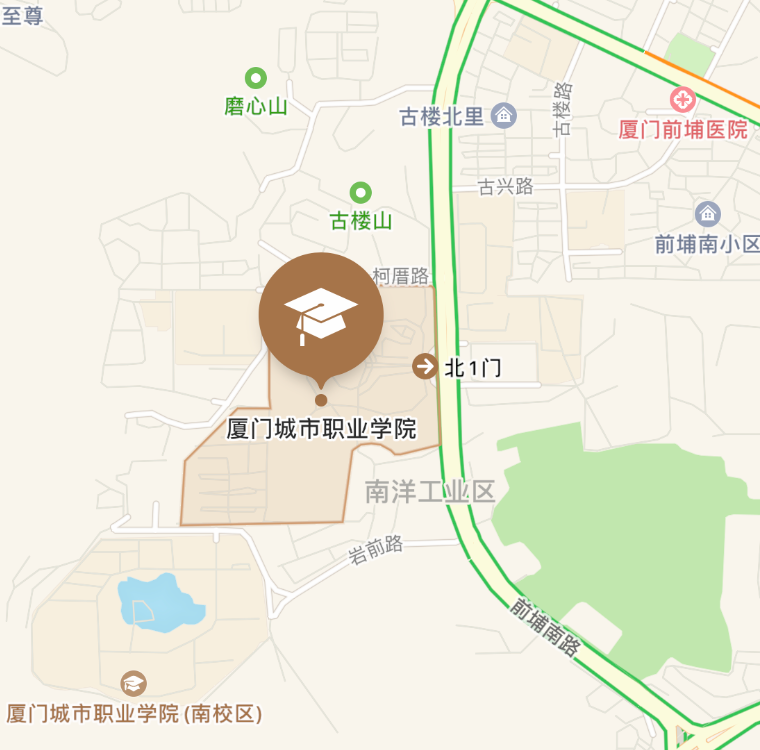 至尊
磨心山
古楼北里
古楼路
厦门前埔医院
古兴路
古楼山
前埔南小区
柯厝路
北1门
厦门城市职业学院
南洋工业区
岩前路
前埔南路
厦门城市职业学院(南校区)